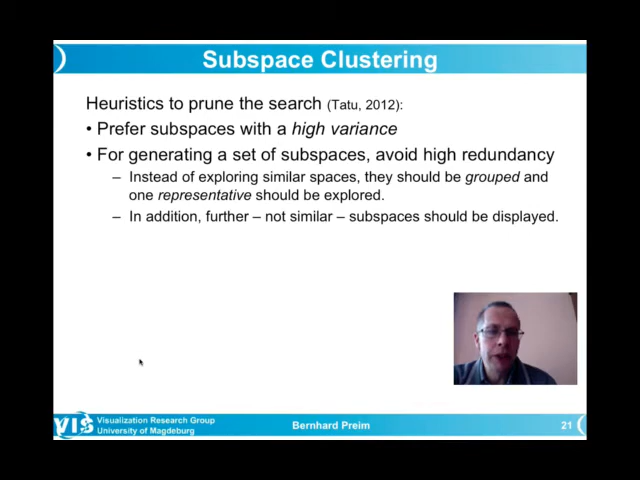 Subspace Clustering
Heuristics to prune the search (Tatu, 2012):
• Prefer subspaces with a high variance
• For generating a set of subspaces, avoid high redundancy
– Instead of exploring similar spaces, they should be grouped and
one representative should be explored.
– In addition, further – not similar – subspaces should be displayed.
VIS
Visualization Research Group
University of Magdeburg
Bernhard Preim
21